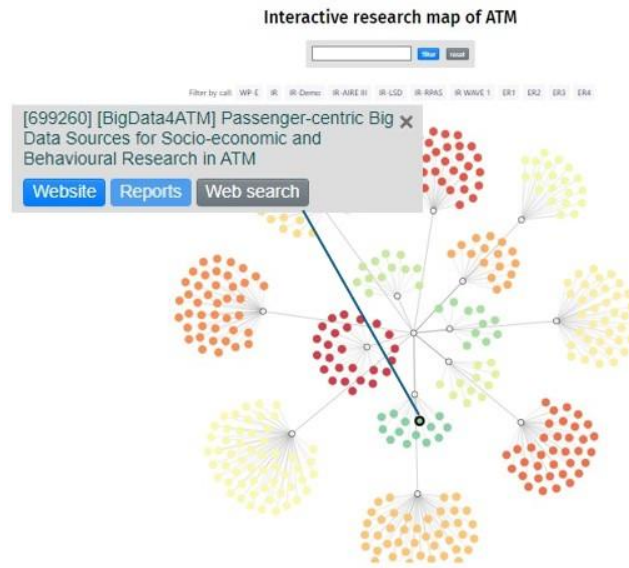 Interactive research map of ATM
filter reset
Filter by call: WP-E IR IR-Demo IR-AIRE III IR-LSD IR-RPAS IR WAVE 1 ER1 ER2 ER3 ER4
[699260] [BigData4ATM] Passenger-centric Big
Data Sources for Socio-economic and
Behavioural Research in ATM
Website Reports Web search